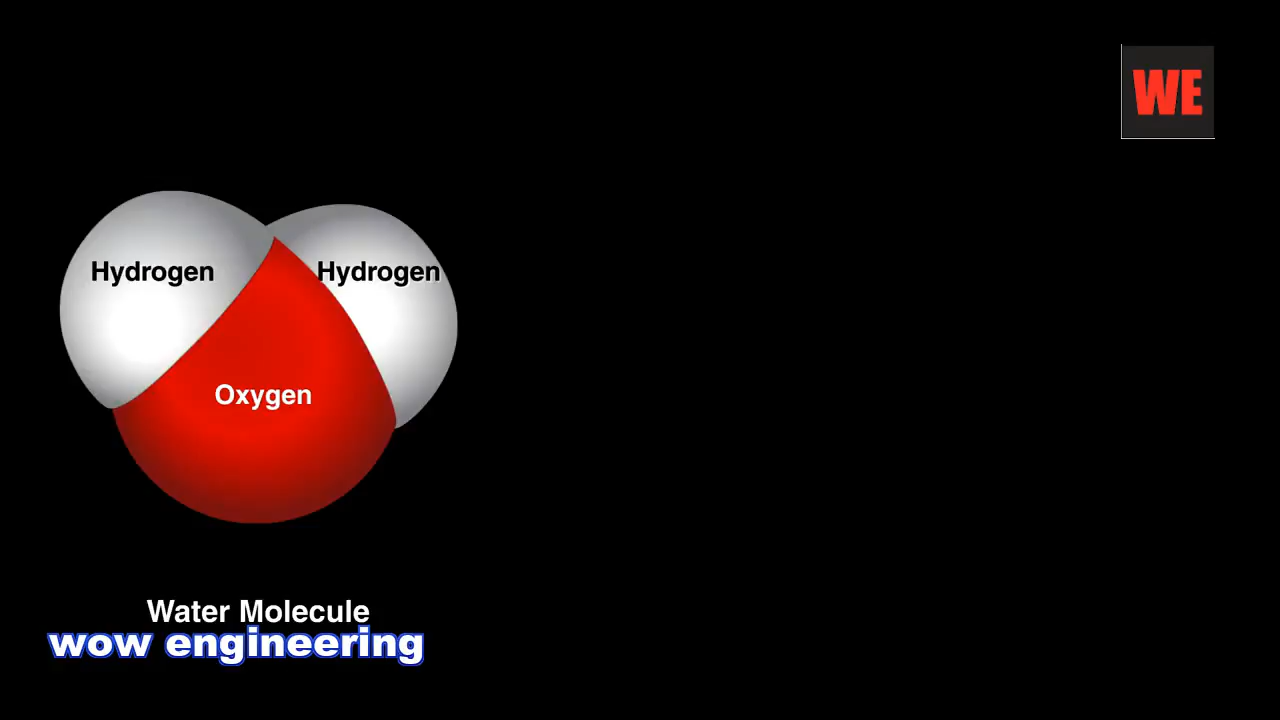 WE
Hydrogen Hydrogen
Oxygen
Water Molecule
wow engineering